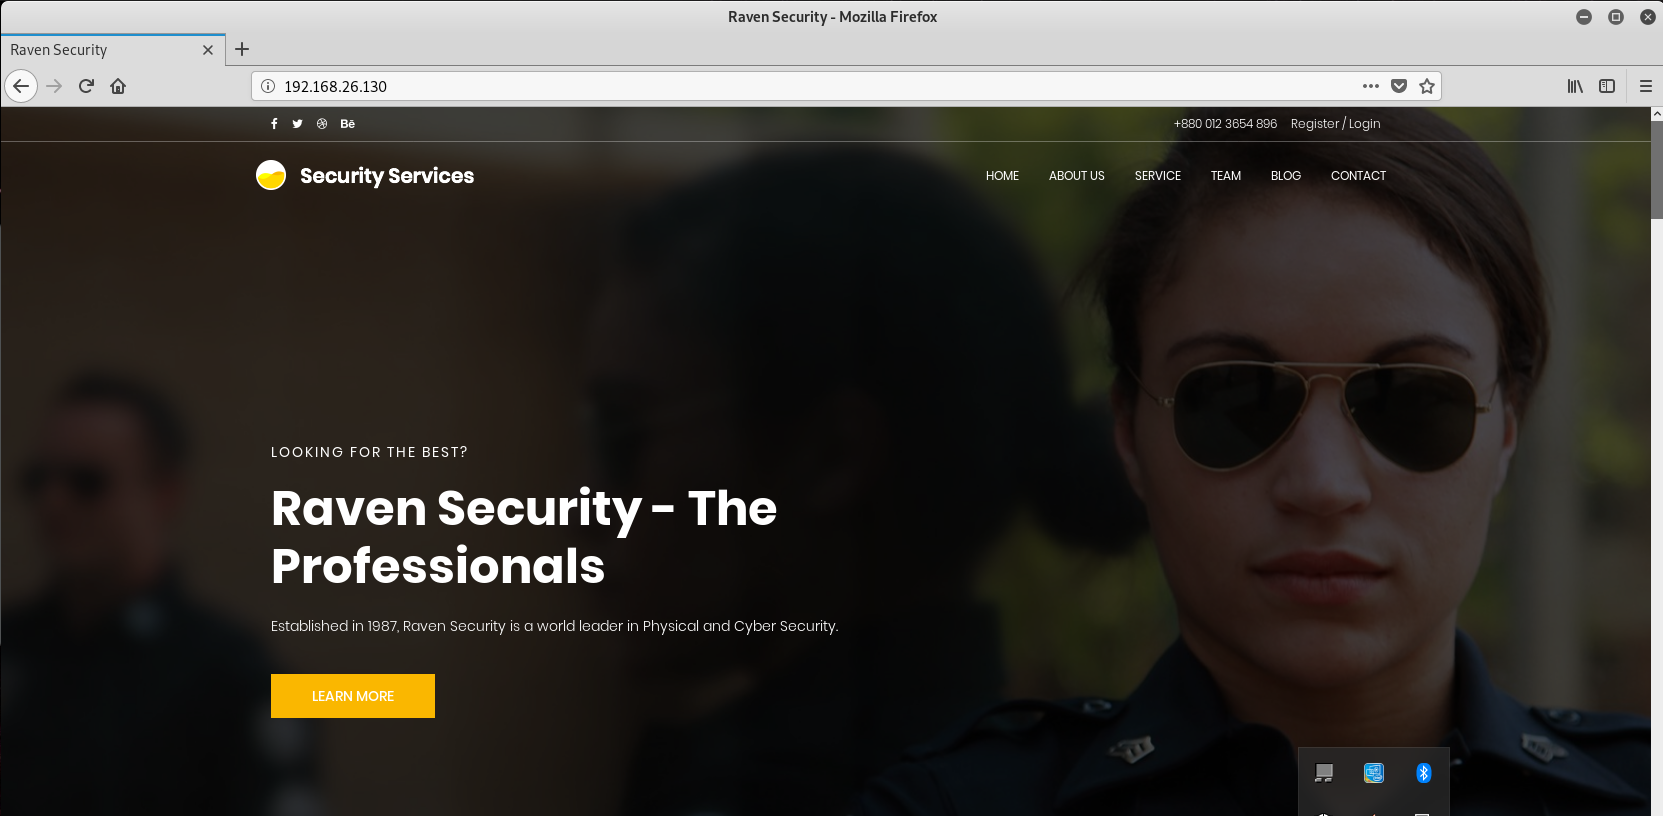 Raven Security - Mozilla Firefox
Raven Security
192.168.26.130
Bē
+880 012 3654 896 Register / Login
Security Services
HOME ABOUT US SERVICE TEAM BLOG CONTACT
LOOKING FOR THE BEST?
Raven Security - The
Professionals
Established in 1987, Raven Security is a world leader in Physical and Cyber Security.
LEARN MORE